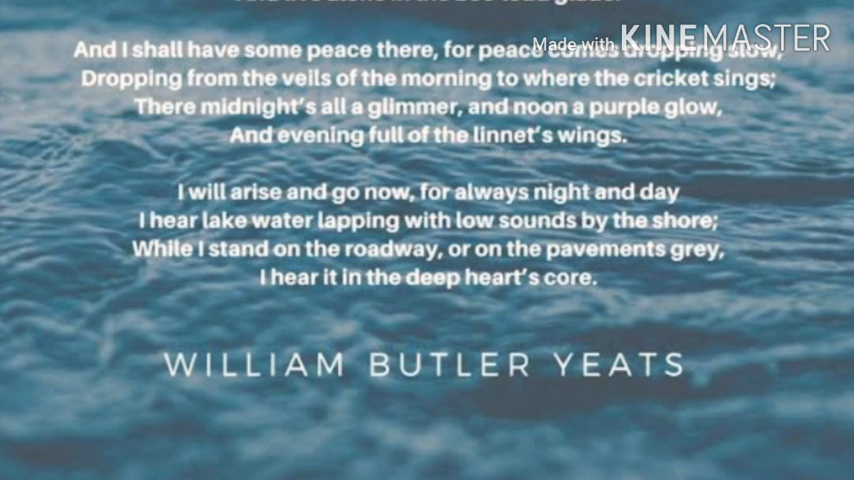 Made with KINEMASTER
And I shall have some peace there, for peace comes dropping slow,
Dropping from the veils of the morning to where the cricket sings;
There midnight's all a glimmer, and noon a purple glow,
And evening full of the linnet's wings.
I will arise and go now, for always night and day
I hear lake water lapping with low sounds by the shore;
While I stand on the roadway, or on the pavements grey,
I hear it in the deep heart's core.
WILLIAM BUTLER YEATS